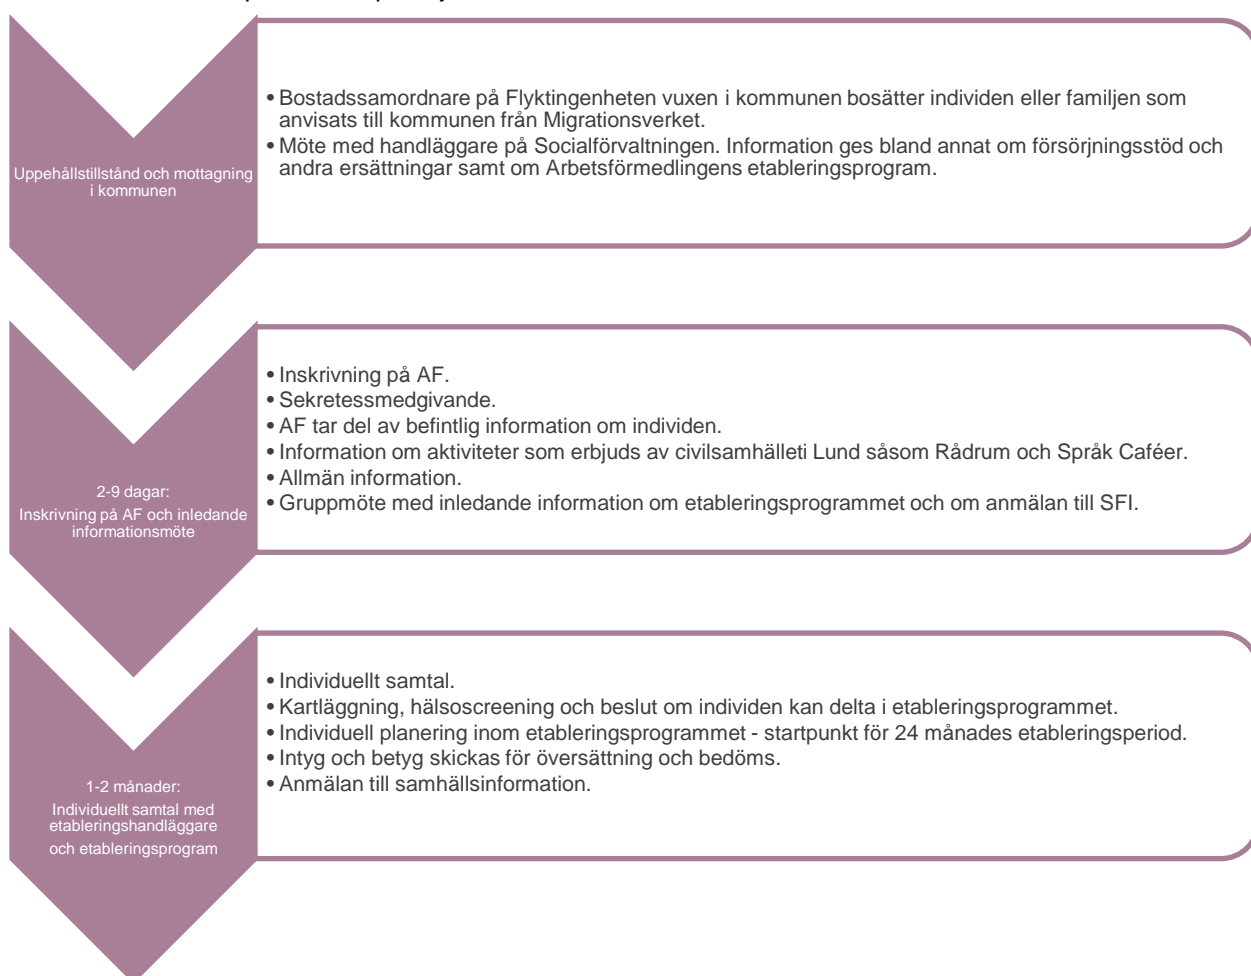 Uppehållstillstånd och mottagning
i kommunen
• Bostadssamordnare på Flyktingenheten vuxen i kommunen bosätter individen eller familjen som
anvisats till kommunen från Migrationsverket.
• Möte med handläggare på Socialförvaltningen. Information ges bland annat om försörjningsstöd och
andra ersättningar samt om Arbetsförmedlingens etableringsprogram.
2-9 dagar:
Inskrivning på AF och inledande
informationsmöte
• Inskrivning på AF.
• Sekretessmedgivande.
• AF tar del av befintlig information om individen.
• Information om aktiviteter som erbjuds av civilsamhälleti Lund såsom Rådrum och Språk Caféer.
• Allmän information.
• Gruppmöte med inledande information om etableringsprogrammet och om anmälan till SFI.
1-2 månader:
Individuellt samtal med
etableringshandläggare
och etableringsprogram
• Individuellt samtal.
• Kartläggning, hälsoscreening och beslut om individen kan delta i etableringsprogrammet.
• Individuell planering inom etableringsprogrammet - startpunkt för 24 månades etableringsperiod.
• Intyg och betyg skickas för översättning och bedöms.
• Anmälan till samhällsinformation.